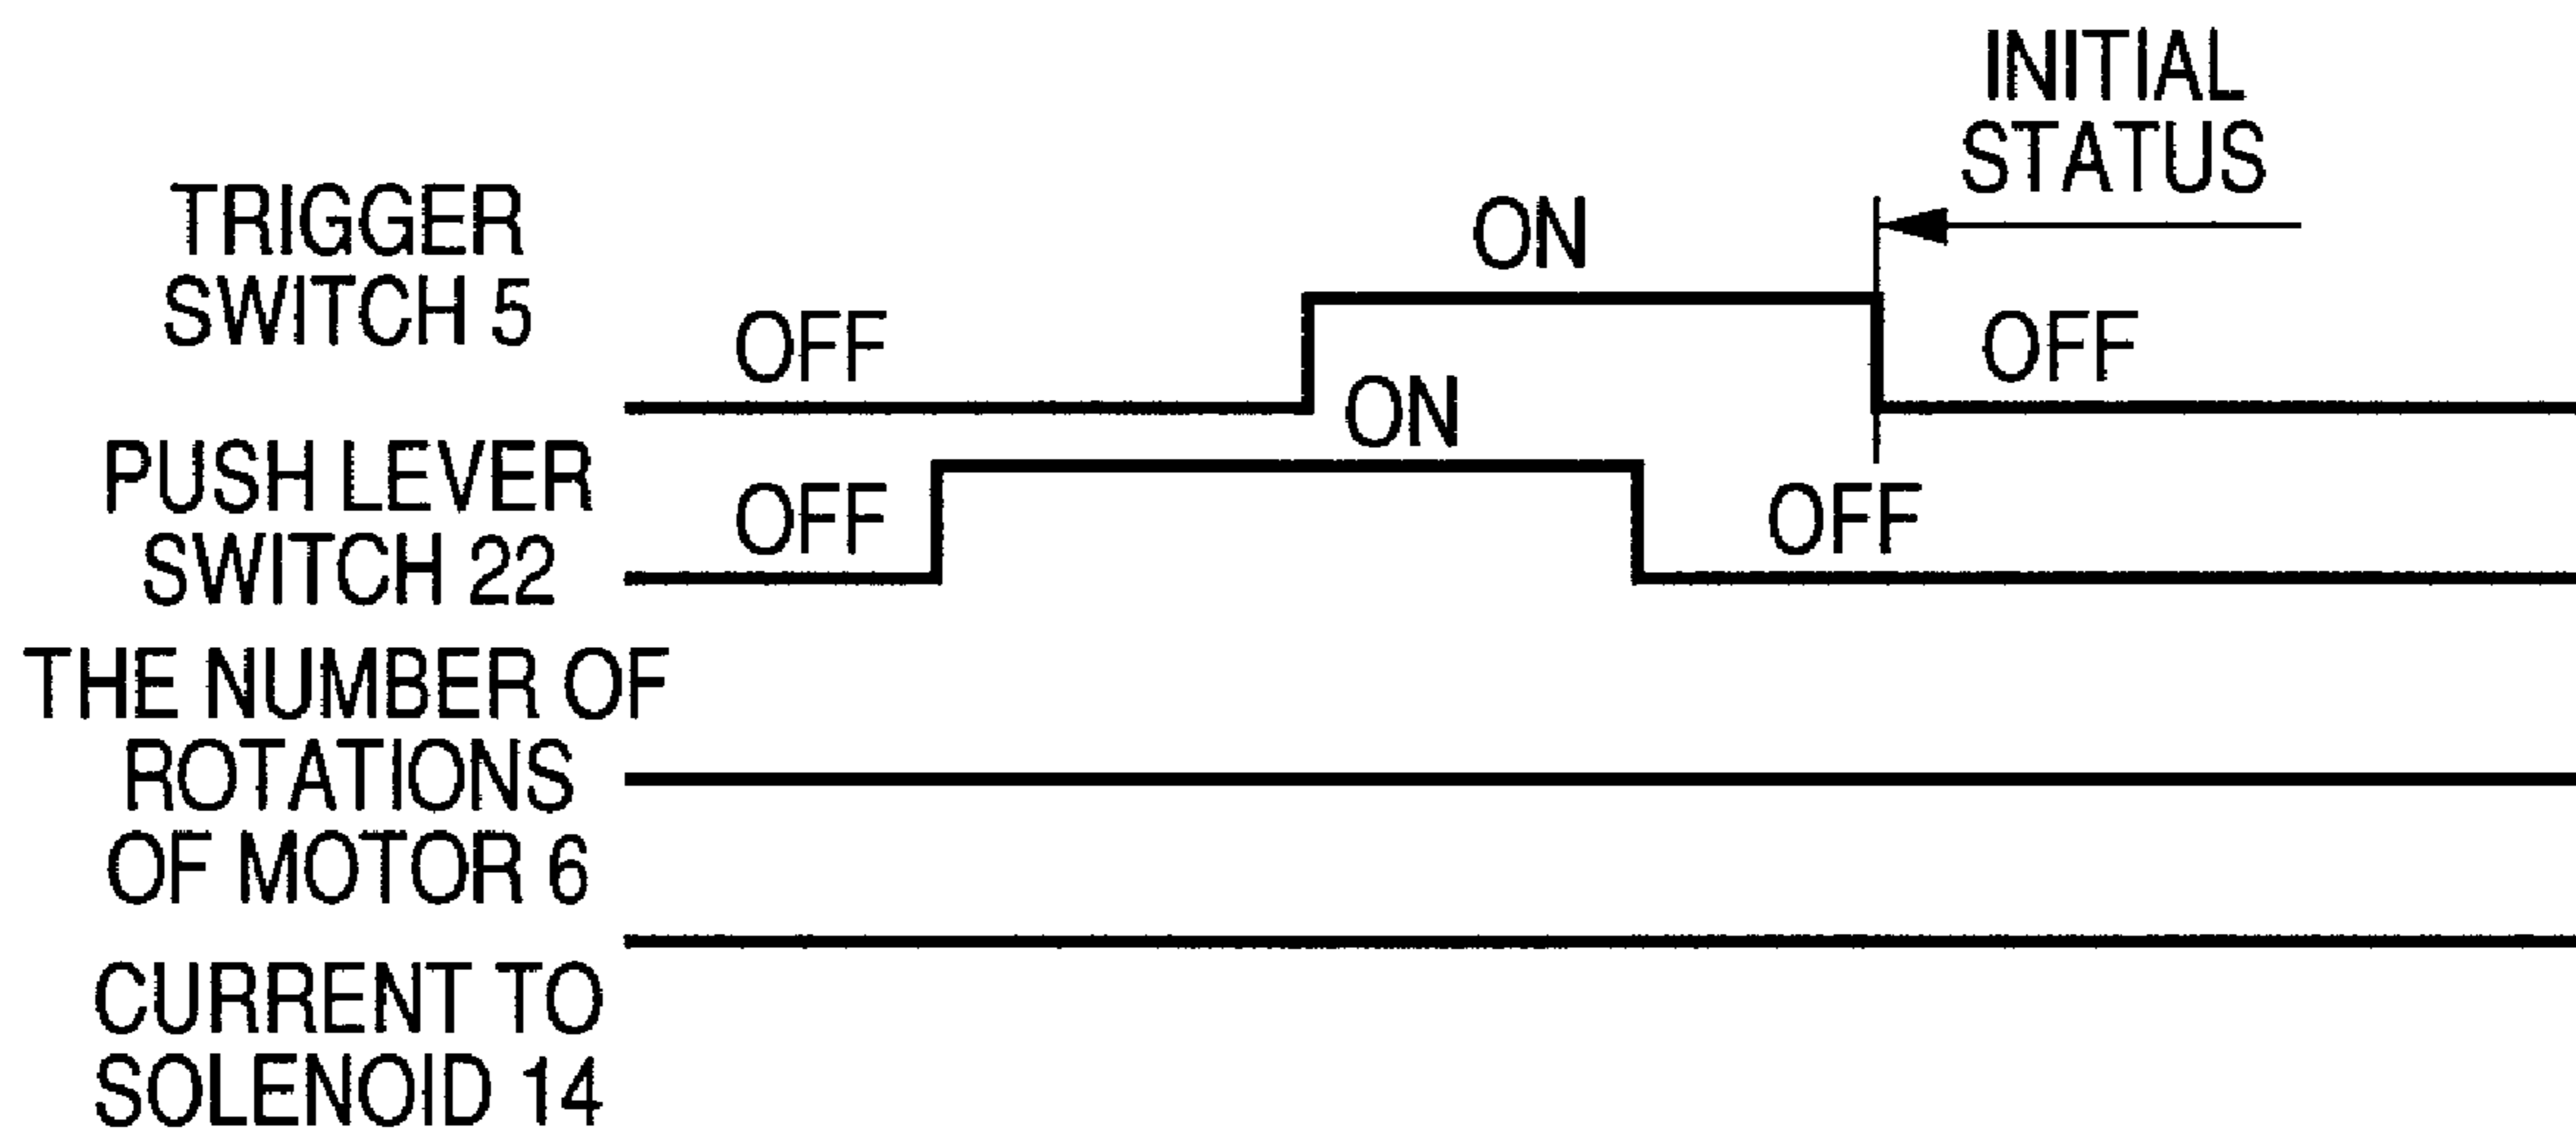 INITIAL
STATUS
TRIGGER
SWITCH 5
OFF
ON
OFF
PUSH LEVER
SWITCH 22
OFF
ON
OFF
THE NUMBER OF
ROTATIONS
OF MOTOR 6
CURRENT TO
SOLENOID 14